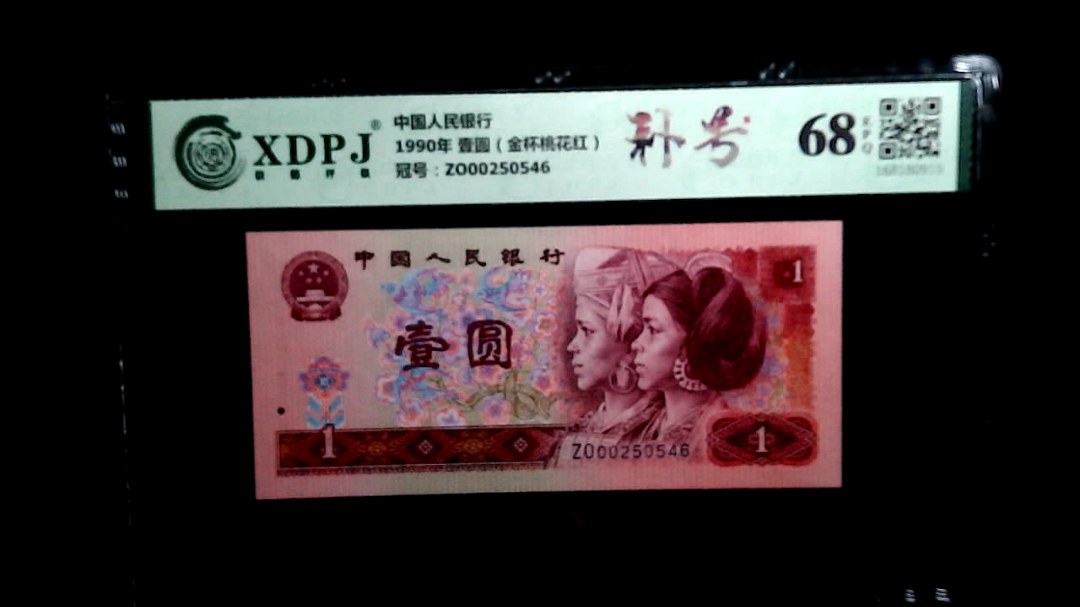 XDPJ®
中国人民银行
1990年 壹圆（金杯桃花红）
冠号：ZO00250546
补号
68
EPQ
中国人民银行
壹圆
1
1
1
ZO00250546